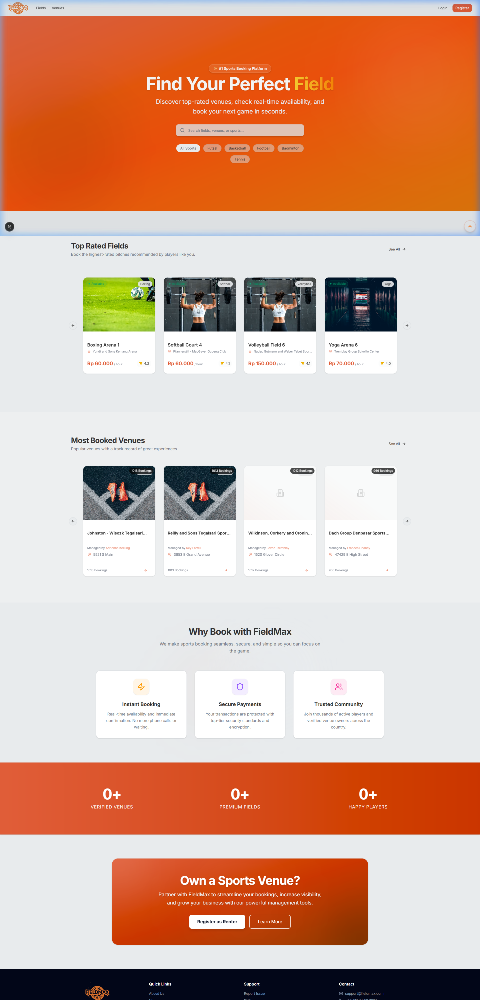 FIELDMAX
Fields
Venues
Login
Register
✨ #1 Sports Booking Platform
Find Your Perfect Field
Discover top-rated venues, check real-time availability, and
book your next game in seconds.
Search fields, venues, or sports...
All Sports
Futsal
Basketball
Football
Badminton
Tennis
N
Top Rated Fields
Book the highest-rated pitches recommended by players like you.
See All
Available
Boxing
Boxing Arena 1
Yundt and Sons Kemang Arena
Rp 60.000 / hour
4.2
Available
Softball
Softball Court 4
Pfannerstill - MacGyver Gubeng Club
Rp 60.000 / hour
4.1
Available
Volleyball
Volleyball Field 6
Nader, Gutmann and Weber Tebet Spor...
Rp 150.000 / hour
4.1
Available
Yoga
Yoga Arena 6
Tremblay Group Sukolilo Center
Rp 70.000 / hour
4.0
Most Booked Venues
Popular venues with a track record of great experiences.
See All
1018 Bookings
Johnston - Wisozk Tegalsari...
Managed by Adrienne Keeling
5521 S Main
1018 Bookings
1013 Bookings
Reilly and Sons Tegalsari Spor...
Managed by Rey Farrell
3853 E Grand Avenue
1013 Bookings
1012 Bookings
Wilkinson, Corkery and Cronin...
Managed by Jevon Tremblay
1520 Glover Circle
1012 Bookings
966 Bookings
Dach Group Denpasar Sports...
Managed by Frances Heaney
47429 E High Street
966 Bookings
Why Book with FieldMax
We make sports booking seamless, secure, and simple so you can focus on
the game.
Instant Booking
Real-time availability and immediate
confirmation. No more phone calls or
waiting.
Secure Payments
Your transactions are protected with
top-tier security standards and
encryption.
Trusted Community
Join thousands of active players and
verified venue owners across the
country.
0+
VERIFIED VENUES
0+
PREMIUM FIELDS
0+
HAPPY PLAYERS
Own a Sports Venue?
Partner with FieldMax to streamline your bookings, increase visibility,
and grow your business with our powerful management tools.
Register as Renter
Learn More
FIELDMAX
Quick Links
About Us
Support
Report Issue
Contact
support@fieldmax.com